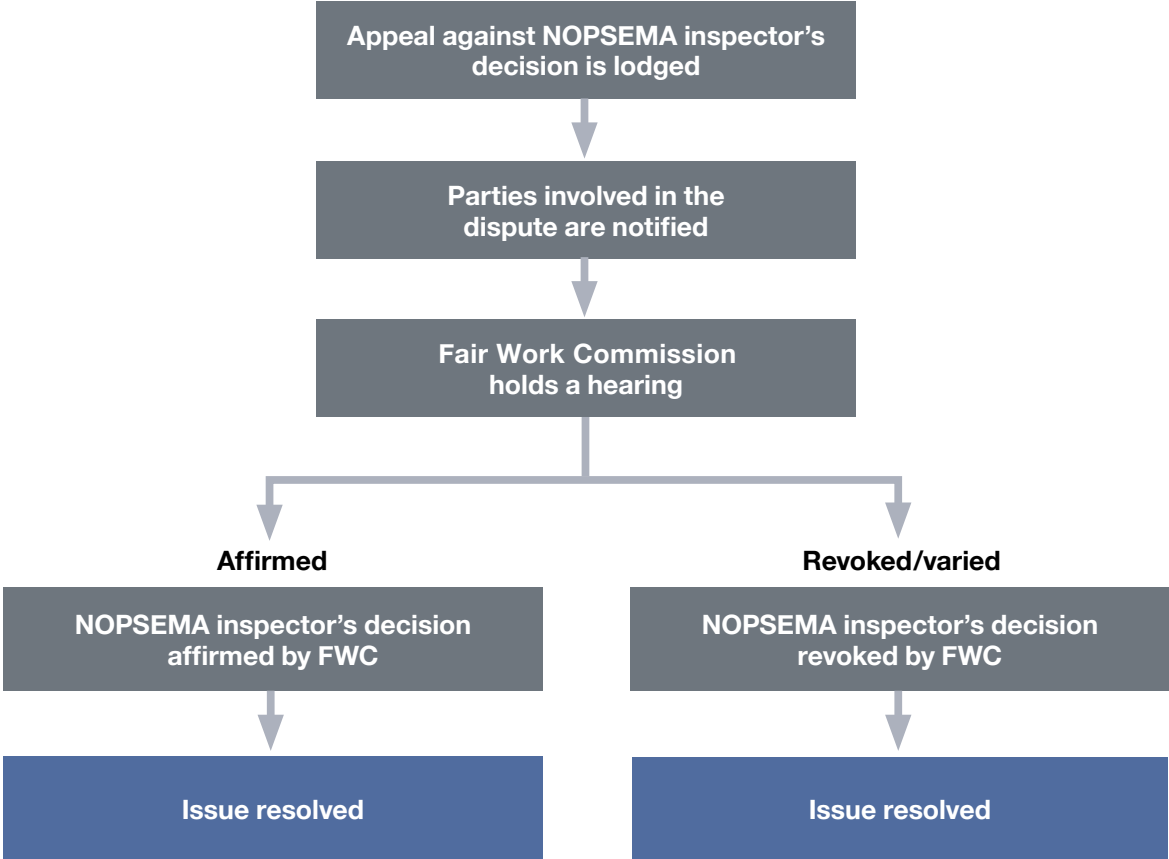 Appeal against NOPSEMA inspector’s
decision is lodged
Parties involved in the
dispute are notified
Fair Work Commission
holds a hearing
Affirmed
NOPSEMA inspector’s decision
affirmed by FWC
Issue resolved
Revoked/varied
NOPSEMA inspector’s decision
revoked by FWC
Issue resolved